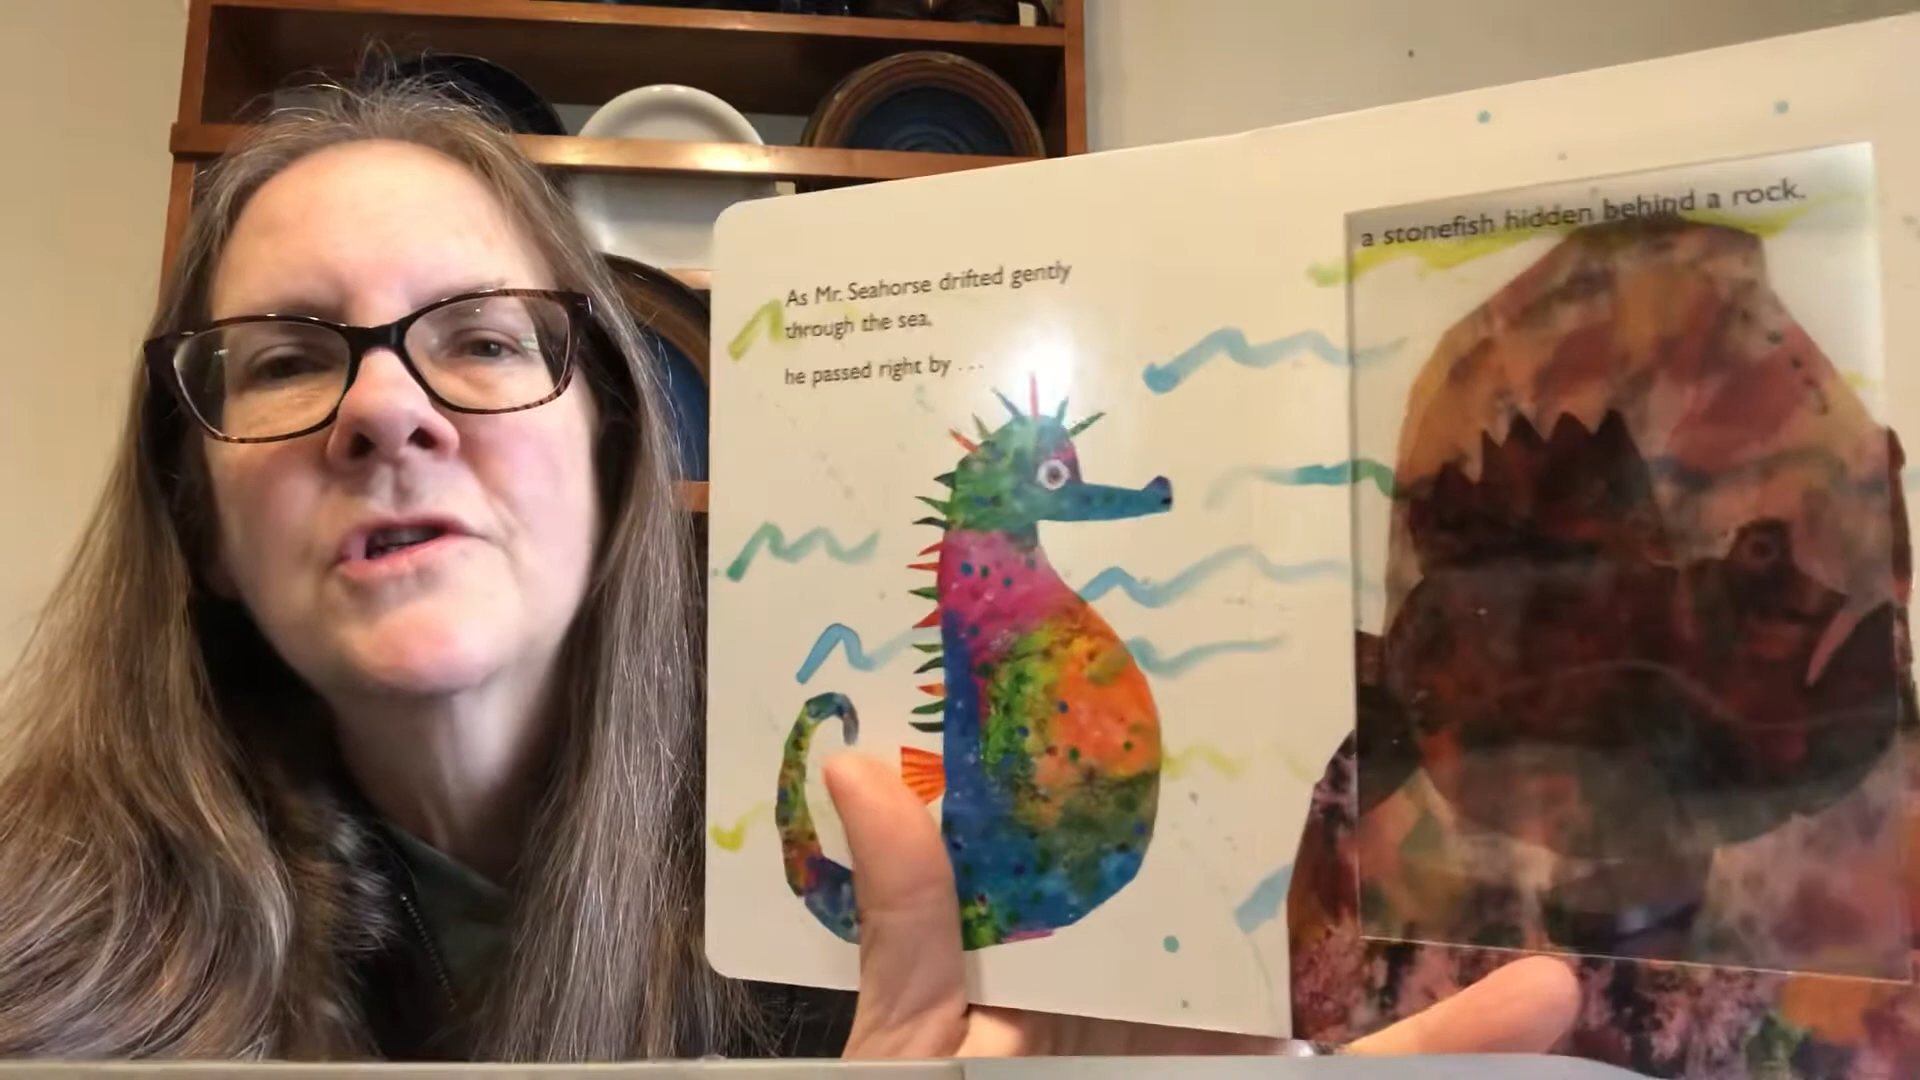 As Mr. Seahorse drifted gently
through the sea,
he passed right by . . .
a stonefish hidden behind a rock.